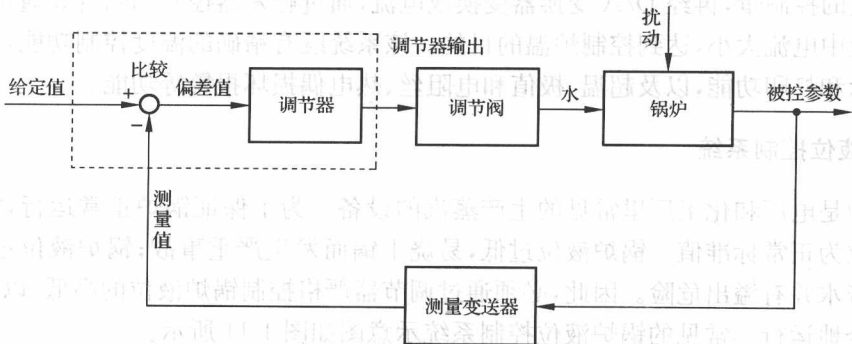 扰动
比较
调节器输出
给定值
+
偏差值
调节器
调节阀
水
锅炉
被控参数
−
测量值
测量变送器